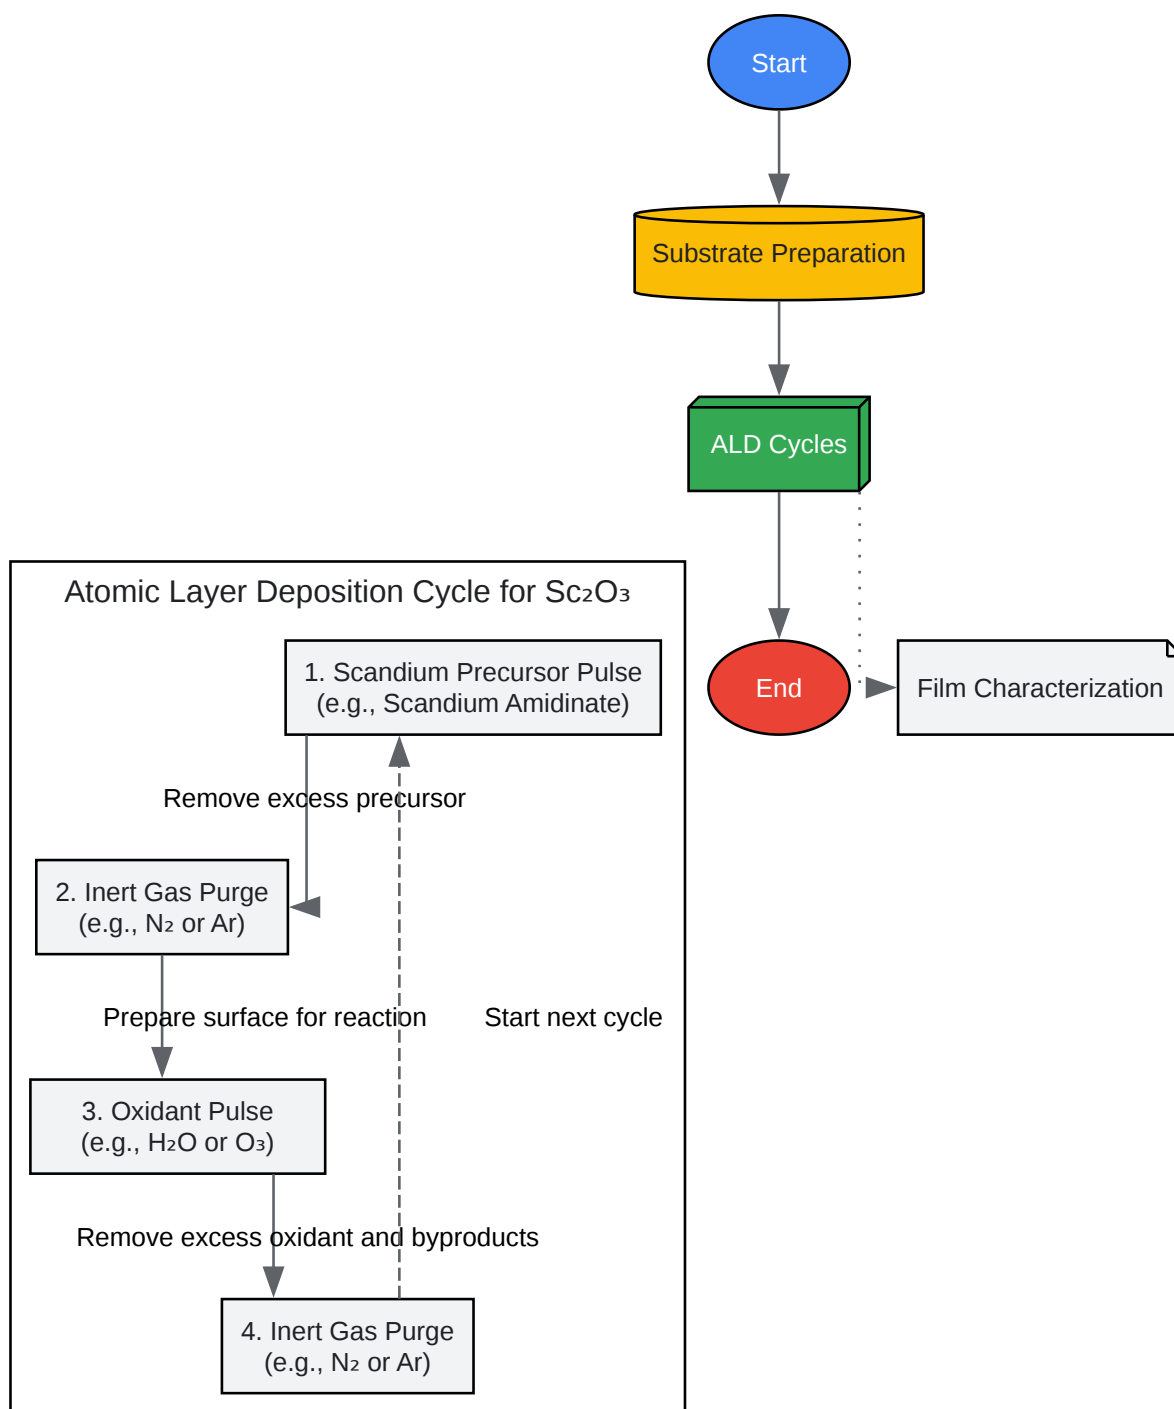 Start
Substrate Preparation
ALD Cycles
Atomic Layer Deposition Cycle for Sc₂O₃
1. Scandium Precursor Pulse
(e.g., Scandium Amidinate)
End
Film Characterization
Remove excess precursor
2. Inert Gas Purge
(e.g., N₂ or Ar)
Prepare surface for reaction
Start next cycle
3. Oxidant Pulse
(e.g., H₂O or O₃)
Remove excess oxidant and byproducts
4. Inert Gas Purge
(e.g., N₂ or Ar)